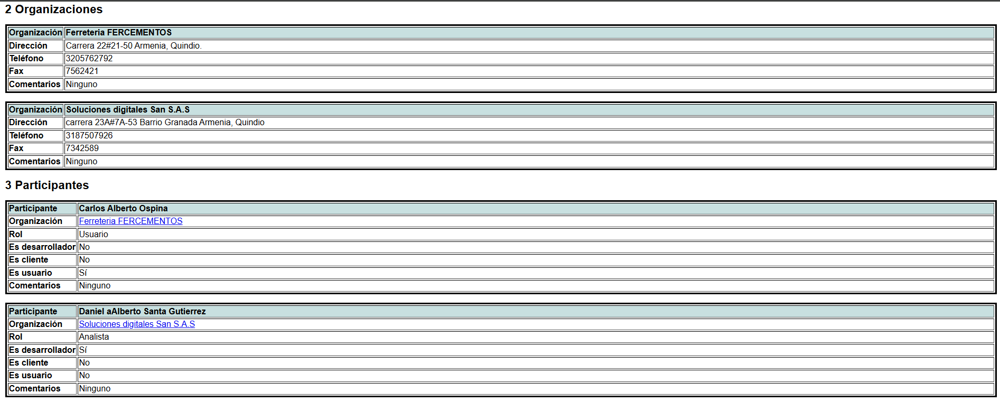 2 Organizaciones
Organización Ferreteria FERCEMENTOS
Dirección Carrera 22#21-50 Armenia, Quindio.
Teléfono 3205762792
Fax 7562421
Comentarios Ninguno
Organización Soluciones digitales San S.A.S
Dirección carrera 23A#7A-53 Barrio Granada Armenia, Quindio
Teléfono 3187507926
Fax 7342589
Comentarios Ninguno
3 Participantes
Participante Carlos Alberto Ospina
Organización Ferreteria FERCEMENTOS
Rol Usuario
Es desarrollador No
Es cliente No
Es usuario Sí
Comentarios Ninguno
Participante Daniel aAlberto Santa Gutierrez
Organización Soluciones digitales San S.A.S
Rol Analista
Es desarrollador Sí
Es cliente No
Es usuario No
Comentarios Ninguno